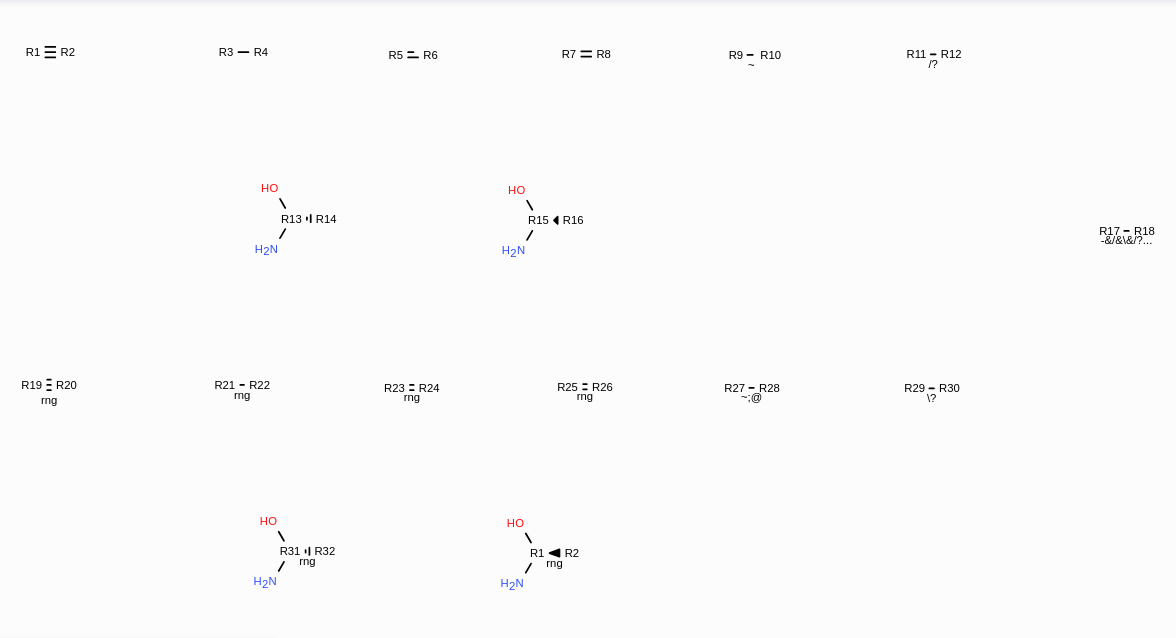 R1 R2
R3 R4
R5 R6
R7 R8
R9 R10
~
R11 R12
/?
HO
R13 R14
H2N
HO
R15 R16
H2N
R17 R18
-&/&\&/?...
R19 R20
rng
R21 R22
rng
R23 R24
rng
R25 R26
rng
R27 R28
~;@
R29 R30
\?
HO
R31 R32
rng
H2N
HO
R1 R2
rng
H2N